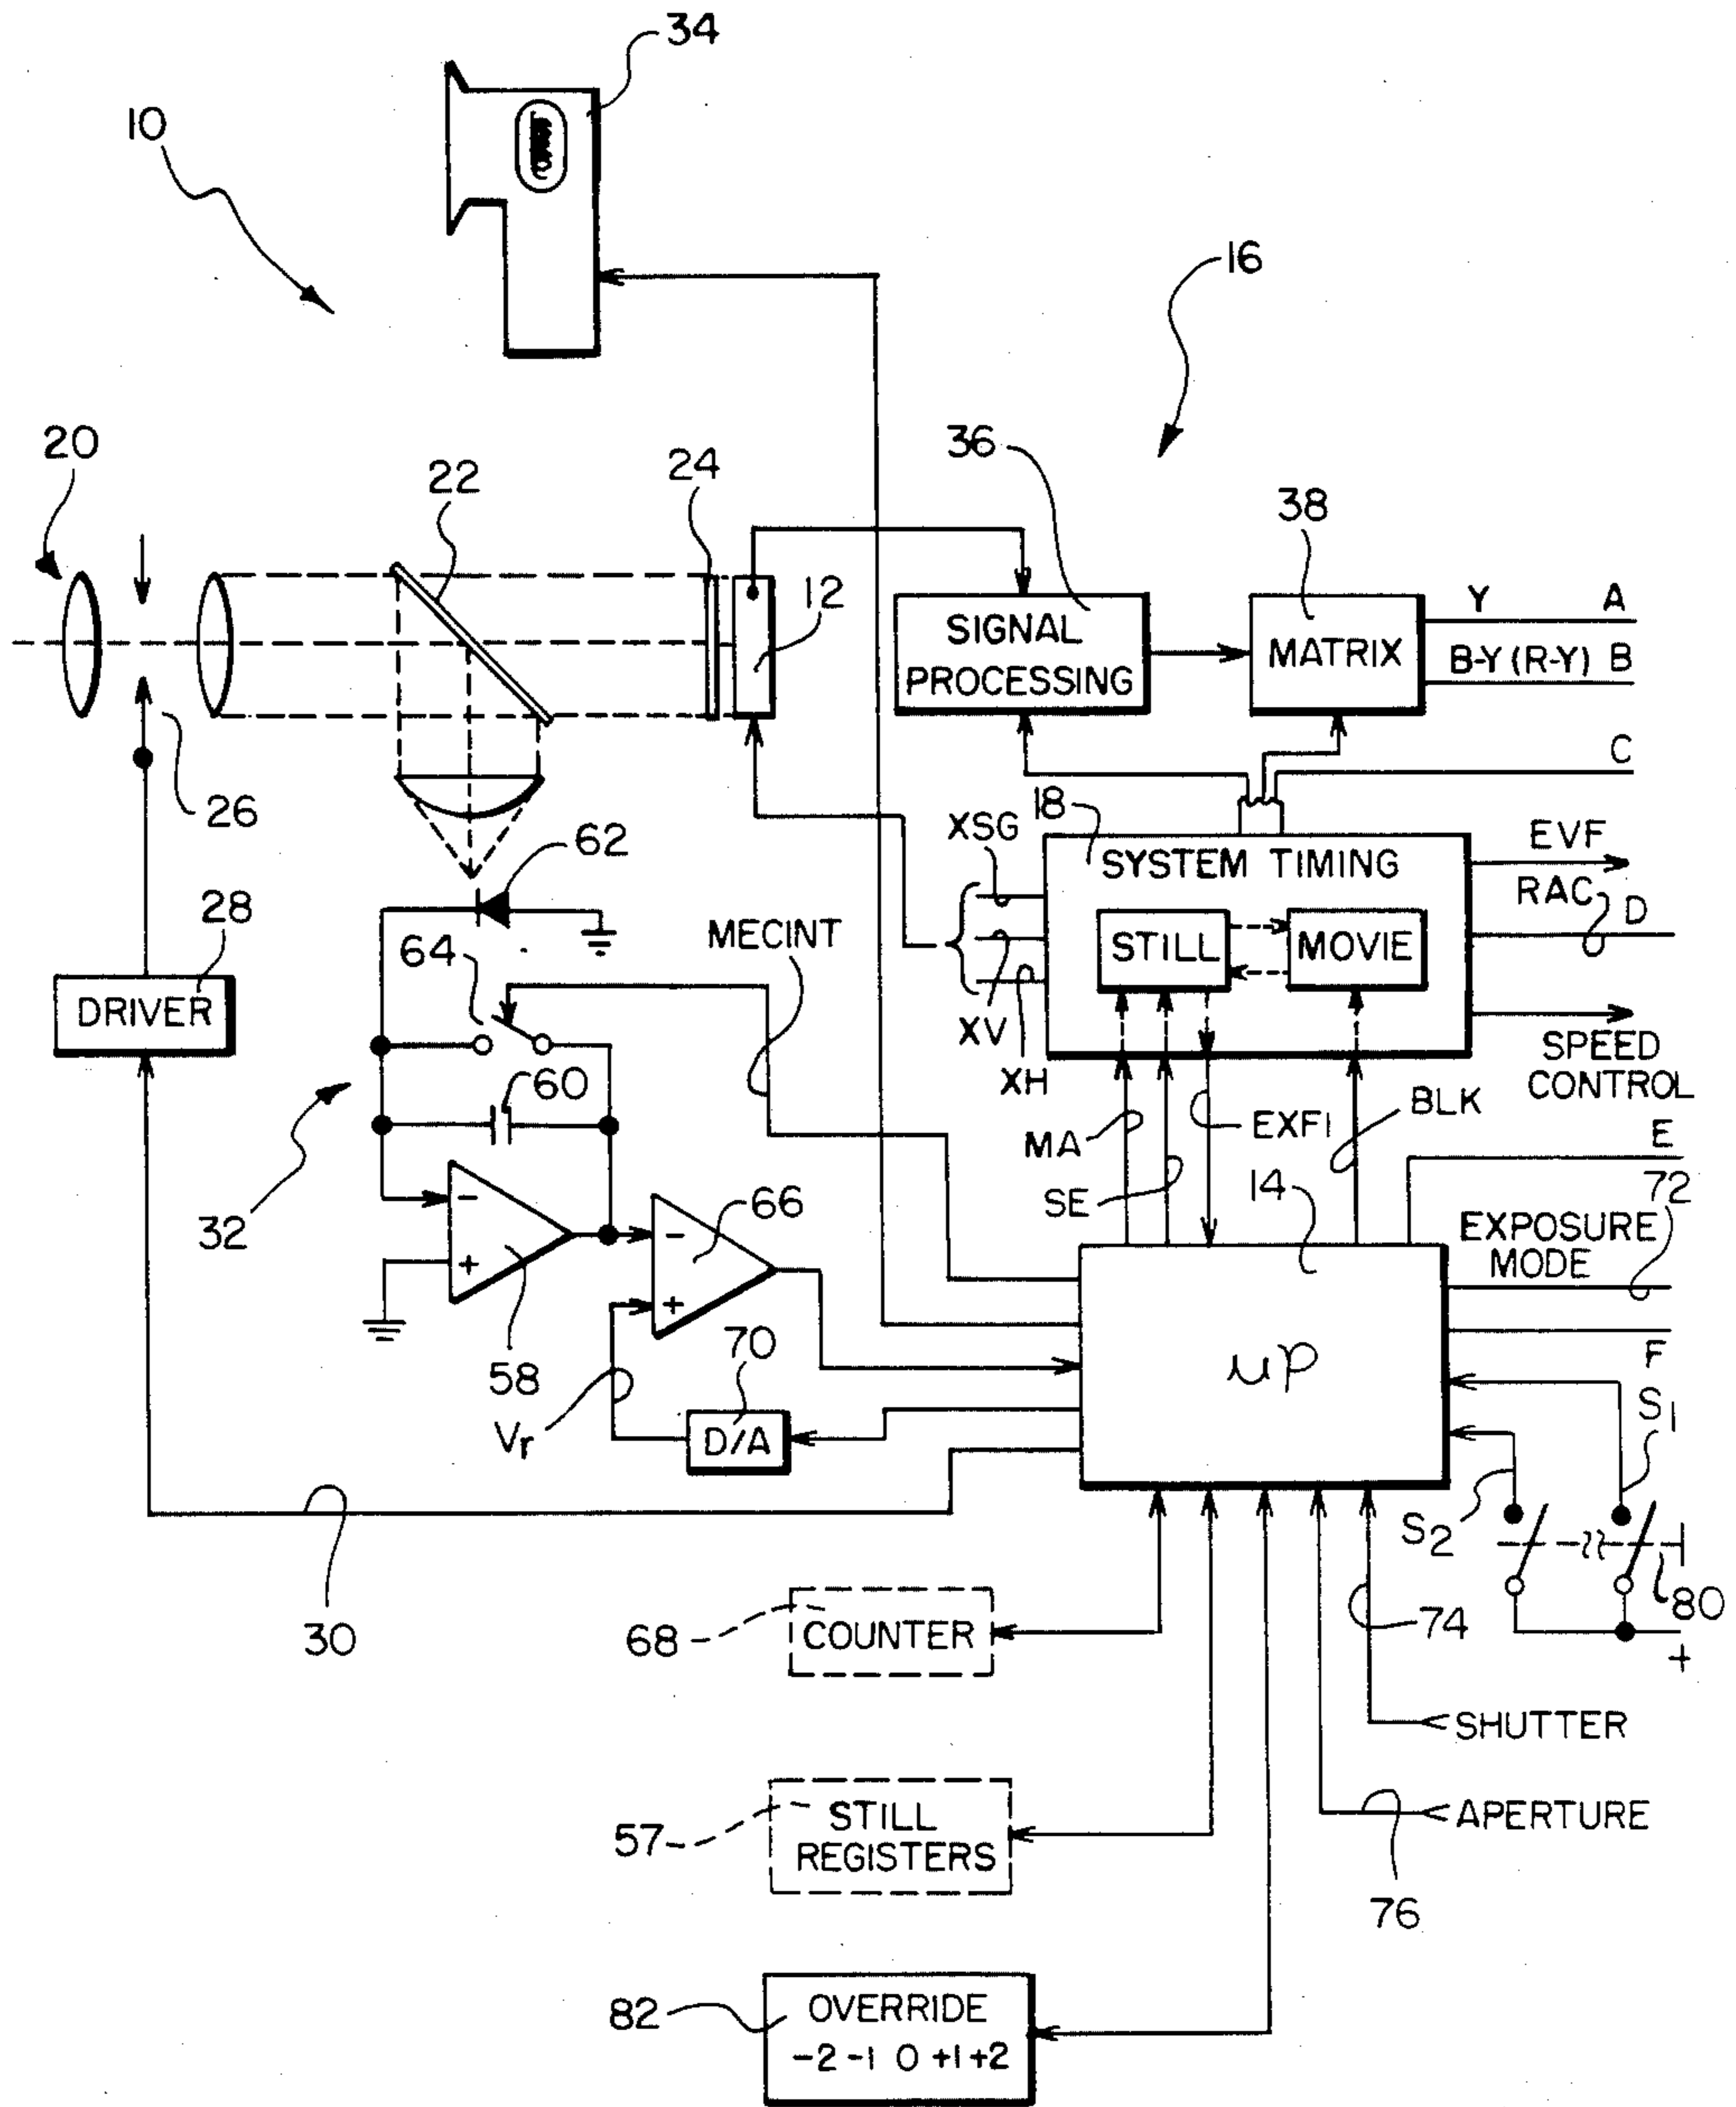 34
10
16
20
22
24
36
38
12
SIGNAL
PROCESSING
MATRIX
Y A
B-Y (R-Y) B
C
26
18
XSG
SYSTEM TIMING
EVF
RAC
D
62
28
64
MECINT
STILL
MOVIE
DRIVER
XV
XH
SPEED
CONTROL
60
MA
EXF1
BLK
E
32
SE
14
72
66
EXPOSURE
MODE
-
+
-
+
58
70
μP
F
Vr
D/A
S1
S2
80
30
68
COUNTER
74
+
SHUTTER
57
STILL
REGISTERS
APERTURE
76
82
OVERRIDE
-2 -1 0 +1 +2